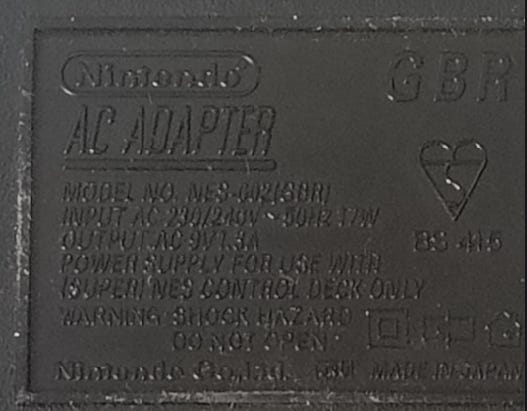 Nintendo
GBR
AC ADAPTER
MODEL NO. NES-002(GBR)
INPUT AC 230/240V ~ 50Hz 17W
OUTPUT AC 9V 1.3A
BS 415
POWER SUPPLY FOR USE WITH
(SUPER) NES CONTROL DECK ONLY
WARNING: SHOCK HAZARD
DO NOT OPEN
Nintendo Co., Ltd. MADE IN JAPAN